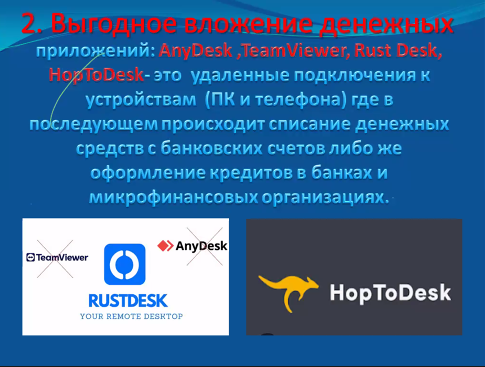 2. Выгодное вложение денежных
приложений: AnyDesk ,TeamViewer, Rust Desk,
HopToDesk- это удаленные подключения к
устройствам (ПК и телефона) где в
последующем происходит списание денежных
средств с банковских счетов либо же
оформление кредитов в банках и
микрофинансовых организациях.
TeamViewer
AnyDesk
RUSTDESK
YOUR REMOTE DESKTOP
HopToDesk